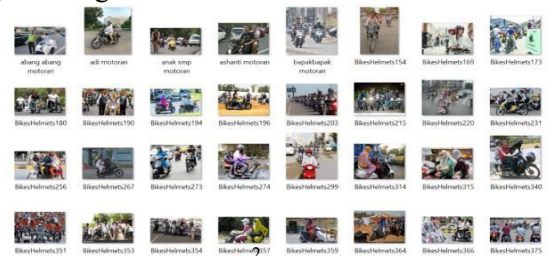 abang abang motoran adi motoran anak smp motoran ashanti motoran bapakbapak motoran BikesHelmets154 BikesHelmets169 BikesHelmets173
BikesHelmets180 BikesHelmets190 BikesHelmets194 BikesHelmets196 BikesHelmets203 BikesHelmets215 BikesHelmets220 BikesHelmets231
BikesHelmets256 BikesHelmets267 BikesHelmets273 BikesHelmets274 BikesHelmets299 BikesHelmets314 BikesHelmets315 BikesHelmets340
BikesHelmets351 BikesHelmets353 BikesHelmets354 BikesHelmets357 BikesHelmets359 BikesHelmets364 BikesHelmets366 BikesHelmets375